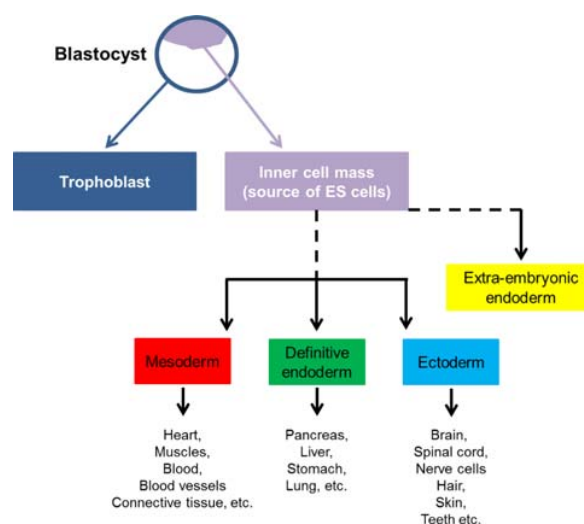 Blastocyst
Trophoblast
Inner cell mass
(source of ES cells)
Extra-embryonic
endoderm
Mesoderm
Definitive
endoderm
Ectoderm
Heart,
Muscles,
Blood,
Blood vessels
Connective tissue, etc.
Pancreas,
Liver,
Stomach,
Lung, etc.
Brain,
Spinal cord,
Nerve cells
Hair,
Skin,
Teeth etc.